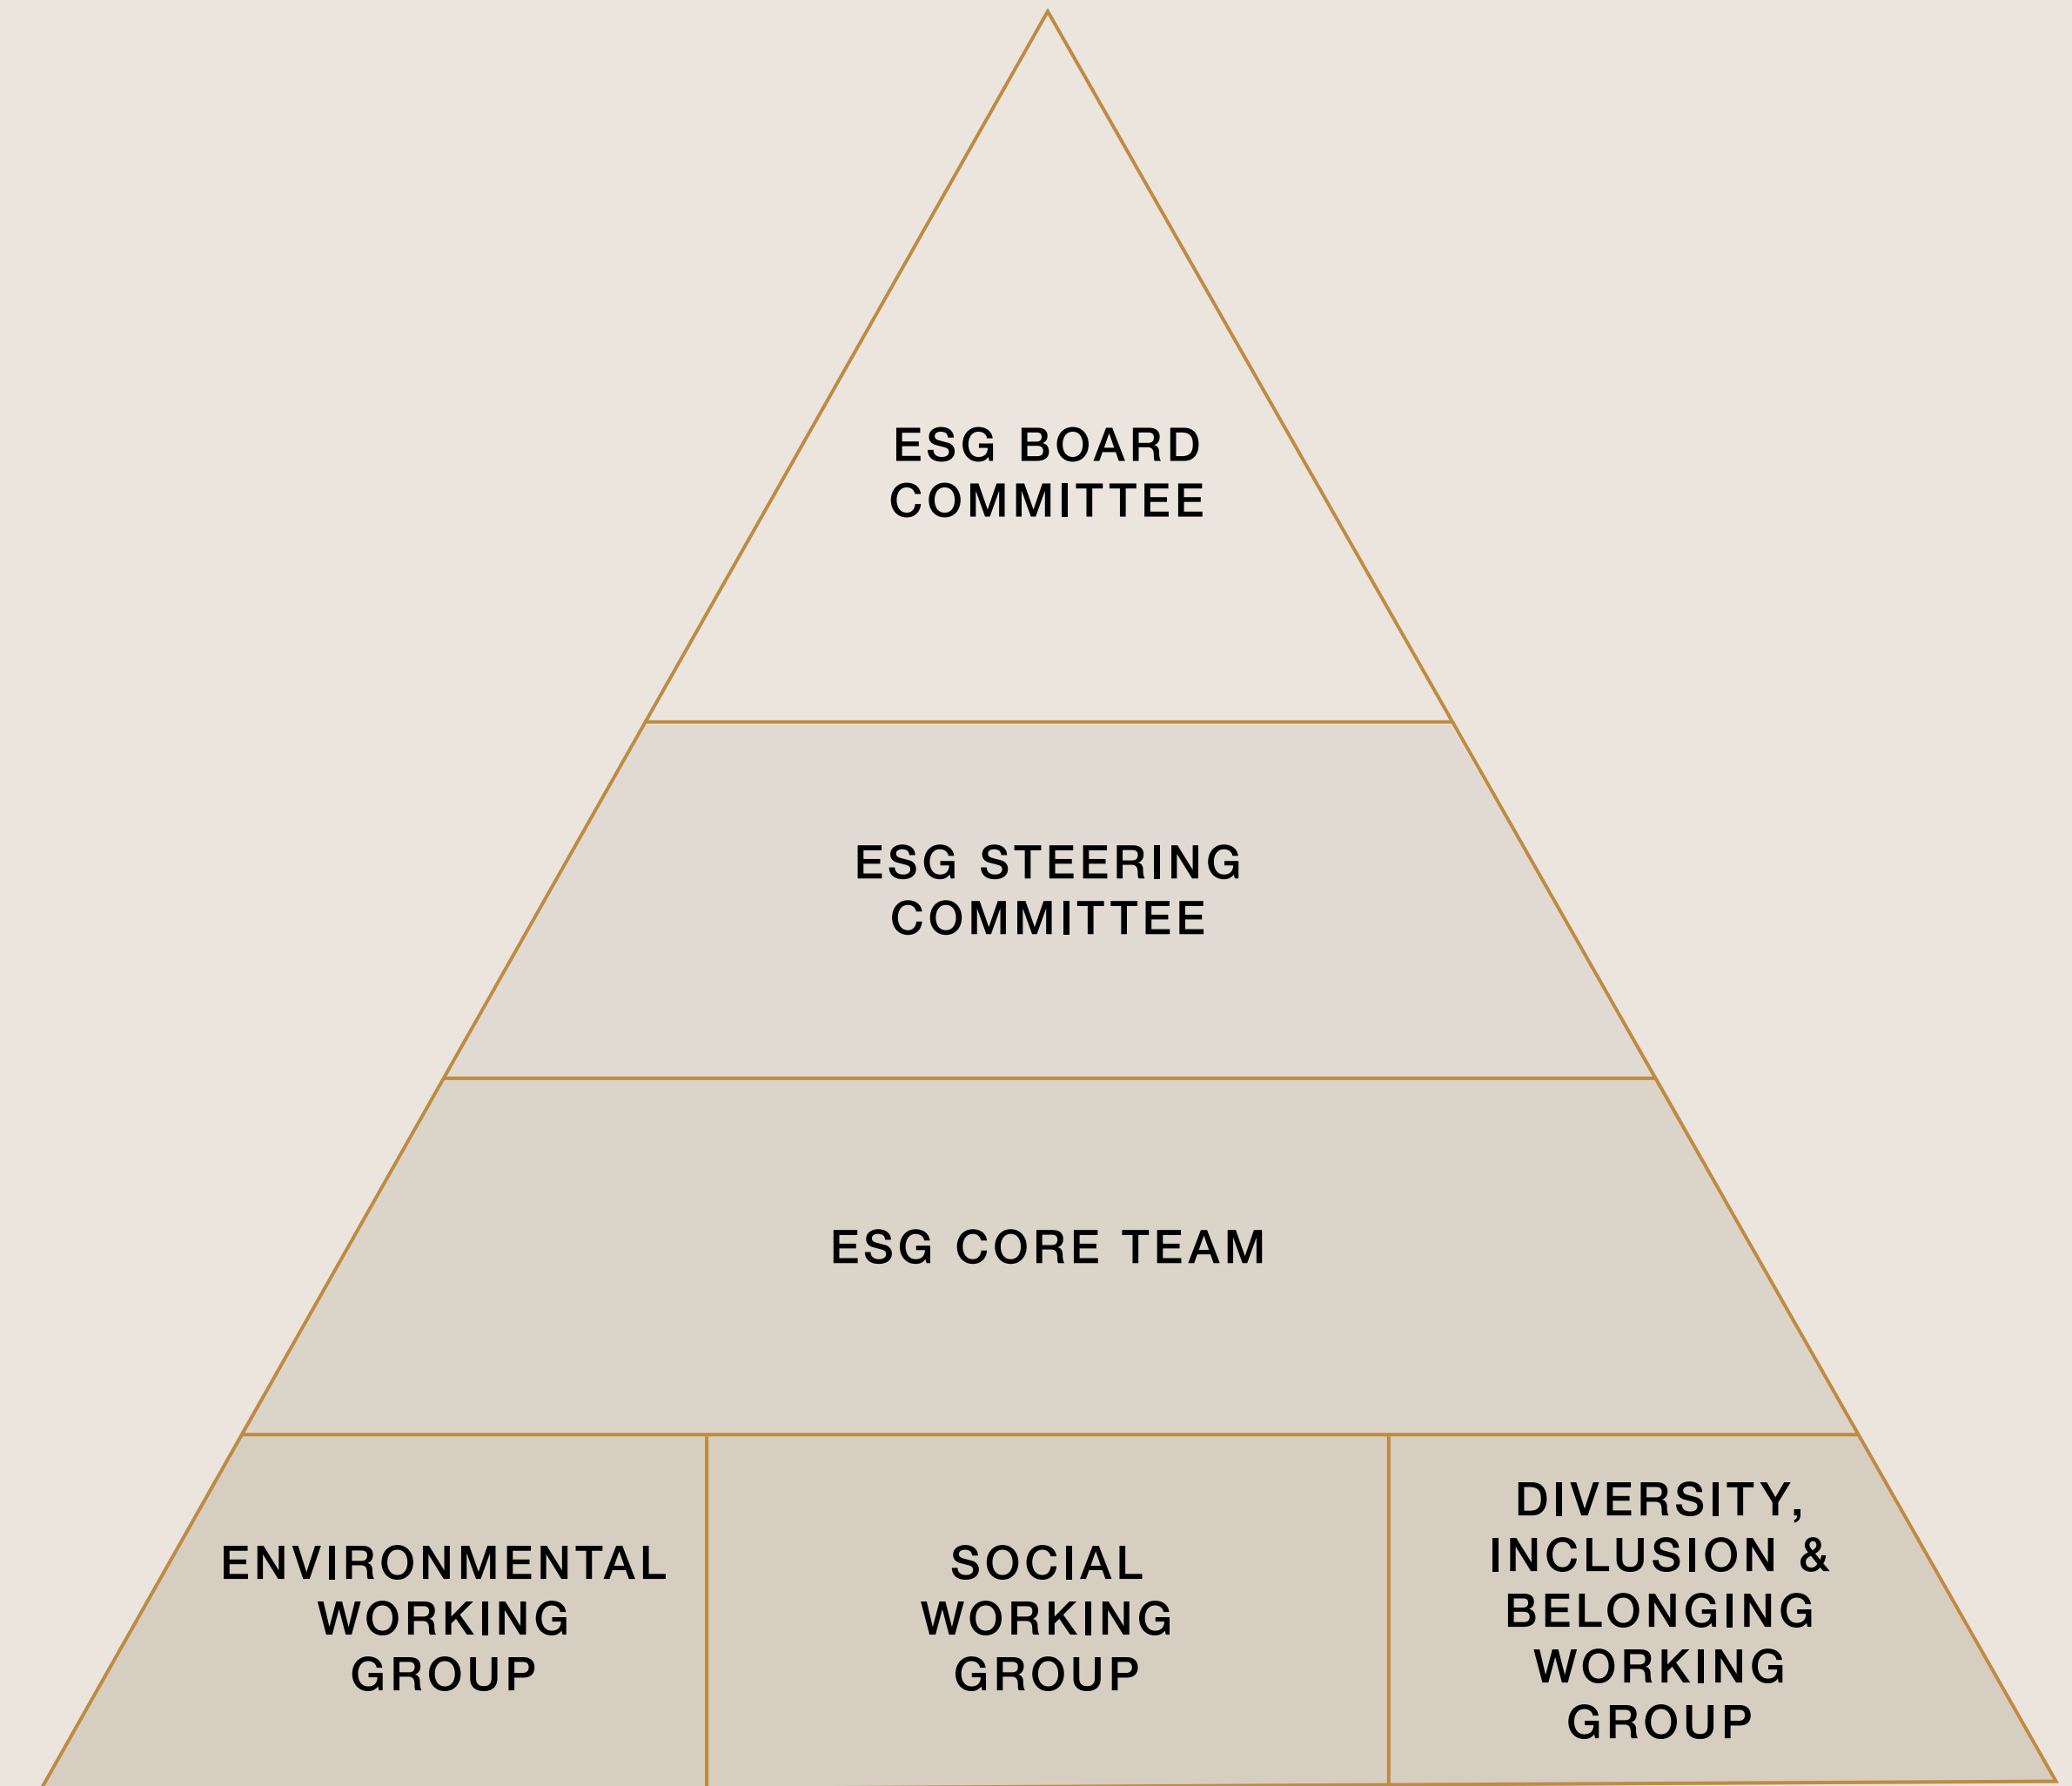 ESG BOARD
COMMITTEE
ESG STEERING
COMMITTEE
ESG CORE TEAM
ENVIRONMENTAL
WORKING
GROUP
SOCIAL
WORKING
GROUP
DIVERSITY,
INCLUSION &
BELONGING
WORKING
GROUP